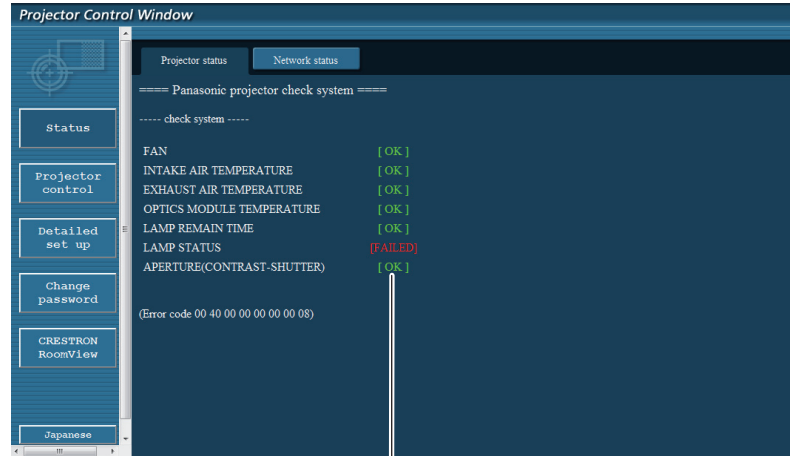 Projector Control Window
Projector status
Network status
==== Panasonic projector check system ====
Status
----- check system -----
FAN [ OK ]
INTAKE AIR TEMPERATURE [ OK ]
Projector
control
EXHAUST AIR TEMPERATURE [ OK ]
OPTICS MODULE TEMPERATURE [ OK ]
LAMP REMAIN TIME [ OK ]
Detailed
set up
LAMP STATUS [FAILED]
APERTURE(CONTRAST-SHUTTER) [ OK ]
Change
password
(Error code 00 40 00 00 00 00 00 08)
CRESTRON
RoomView
Japanese